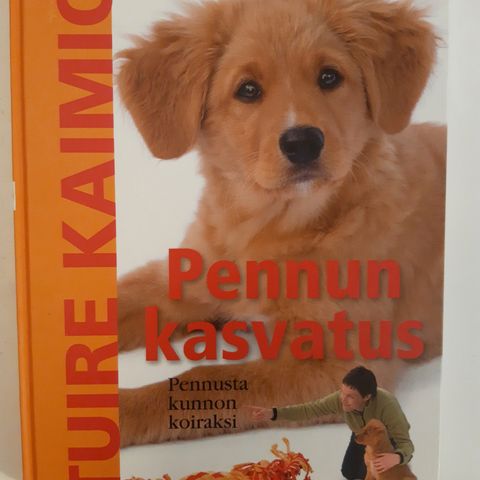 TUIRE KAIMIO
Pennun
kasvatus
Pennusta
kunnon
koiraksi